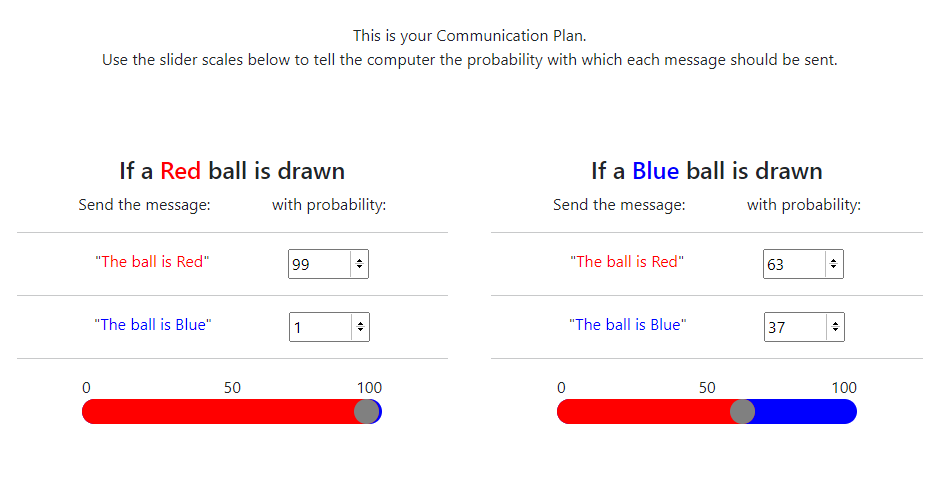 This is your Communication Plan.
Use the slider scales below to tell the computer the probability with which each message should be sent.
If a Red ball is drawn
Send the message: with probability:
"The ball is Red" 99
"The ball is Blue" 1
0 50 100
If a Blue ball is drawn
Send the message: with probability:
"The ball is Red" 63
"The ball is Blue" 37
0 50 100